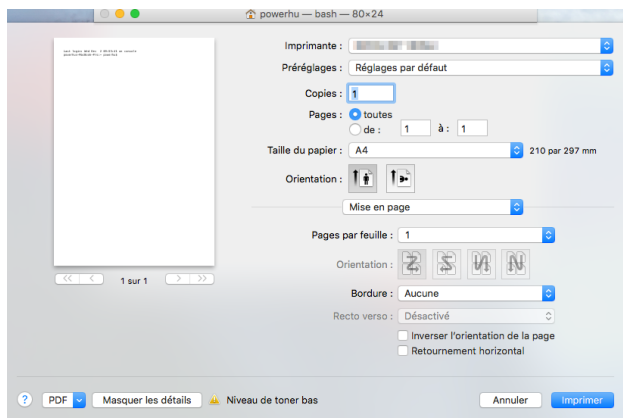 powerhu — bash — 80×24
Imprimante :
Préréglages : Réglages par défaut
Copies : 1
Pages : toutes
de : 1 à : 1
Taille du papier : A4 210 par 297 mm
Orientation :
Mise en page
Pages par feuille : 1
Orientation :
Bordure : Aucune
Recto verso : Désactivé
Inverser l'orientation de la page
Retournement horizontal
1 sur 1
? PDF Masquer les détails Niveau de toner bas Annuler Imprimer